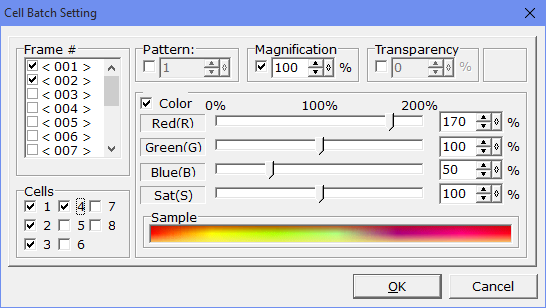 Cell Batch Setting
Frame #
< 001 >
< 002 >
< 003 >
< 004 >
< 005 >
< 006 >
< 007 >
Pattern:
1
Magnification
100 %
Transparency
0 %
Color 0% 100% 200%
Red(R) 170 %
Green(G) 100 %
Blue(B) 50 %
Sat(S) 100 %
Cells
1 4 7
2 5 8
3 6
Sample
OK Cancel